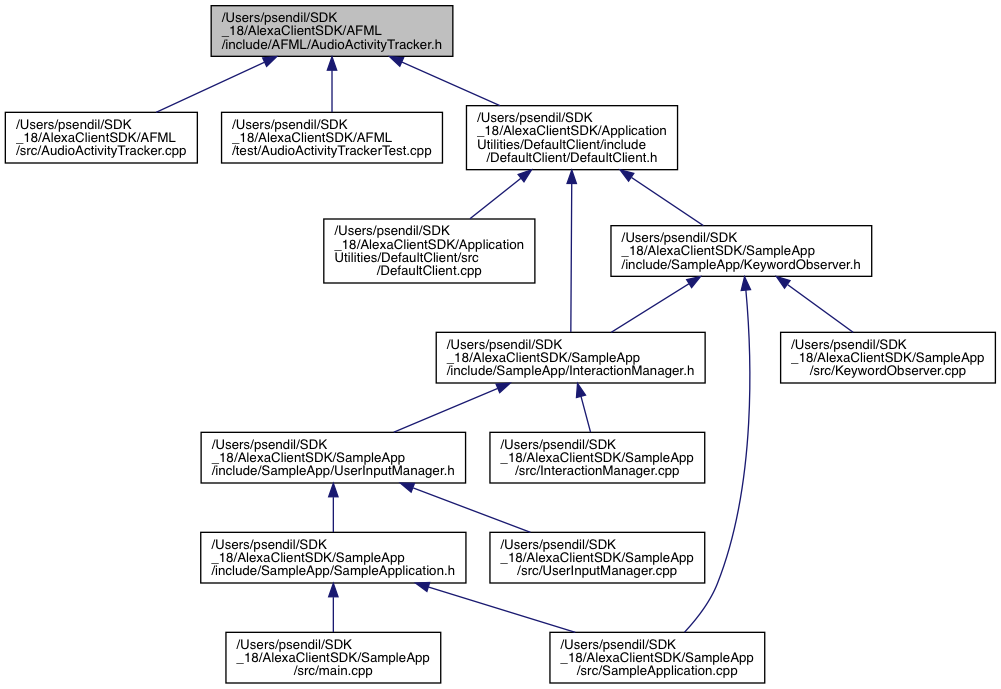 /Users/psendil/SDK
_18/AlexaClientSDK/AFML
/include/AFML/AudioActivityTracker.h
/Users/psendil/SDK
_18/AlexaClientSDK/AFML
/src/AudioActivityTracker.cpp
/Users/psendil/SDK
_18/AlexaClientSDK/AFML
/test/AudioActivityTrackerTest.cpp
/Users/psendil/SDK
_18/AlexaClientSDK/Application
Utilities/DefaultClient/include
/DefaultClient/DefaultClient.h
/Users/psendil/SDK
_18/AlexaClientSDK/Application
Utilities/DefaultClient/src
/DefaultClient.cpp
/Users/psendil/SDK
_18/AlexaClientSDK/SampleApp
/include/SampleApp/KeywordObserver.h
/Users/psendil/SDK
_18/AlexaClientSDK/SampleApp
/include/SampleApp/InteractionManager.h
/Users/psendil/SDK
_18/AlexaClientSDK/SampleApp
/src/KeywordObserver.cpp
/Users/psendil/SDK
_18/AlexaClientSDK/SampleApp
/include/SampleApp/UserInputManager.h
/Users/psendil/SDK
_18/AlexaClientSDK/SampleApp
/src/InteractionManager.cpp
/Users/psendil/SDK
_18/AlexaClientSDK/SampleApp
/include/SampleApp/SampleApplication.h
/Users/psendil/SDK
_18/AlexaClientSDK/SampleApp
/src/UserInputManager.cpp
/Users/psendil/SDK
_18/AlexaClientSDK/SampleApp
/src/main.cpp
/Users/psendil/SDK
_18/AlexaClientSDK/SampleApp
/src/SampleApplication.cpp